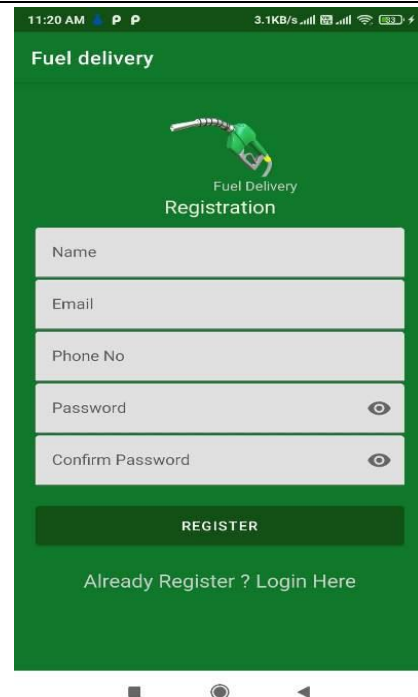 11:20 AM P P 3.1KB/s 83
Fuel delivery
Fuel Delivery
Registration
Name
Email
Phone No
Password
Confirm Password
REGISTER
Already Register ? Login Here